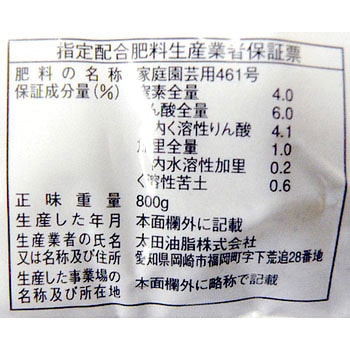 指定配合肥料生産業者保証票
肥料の名称 家庭園芸用461号
保証成分量(%) 窒素全量 4.0
ん酸全量 6.0
内く溶性りん酸 4.1
加里全量 1.0
内水溶性加里 0.2
く溶性苦土 0.6
正味重量 800g
生産した年月 本面欄外に記載
生産業者の氏名 太田油脂株式会社
又は名称及び住所 愛知県岡崎市福岡町字下荒追28番地
生産した事業場の 本面欄外に略称で記載
名称及び所在地